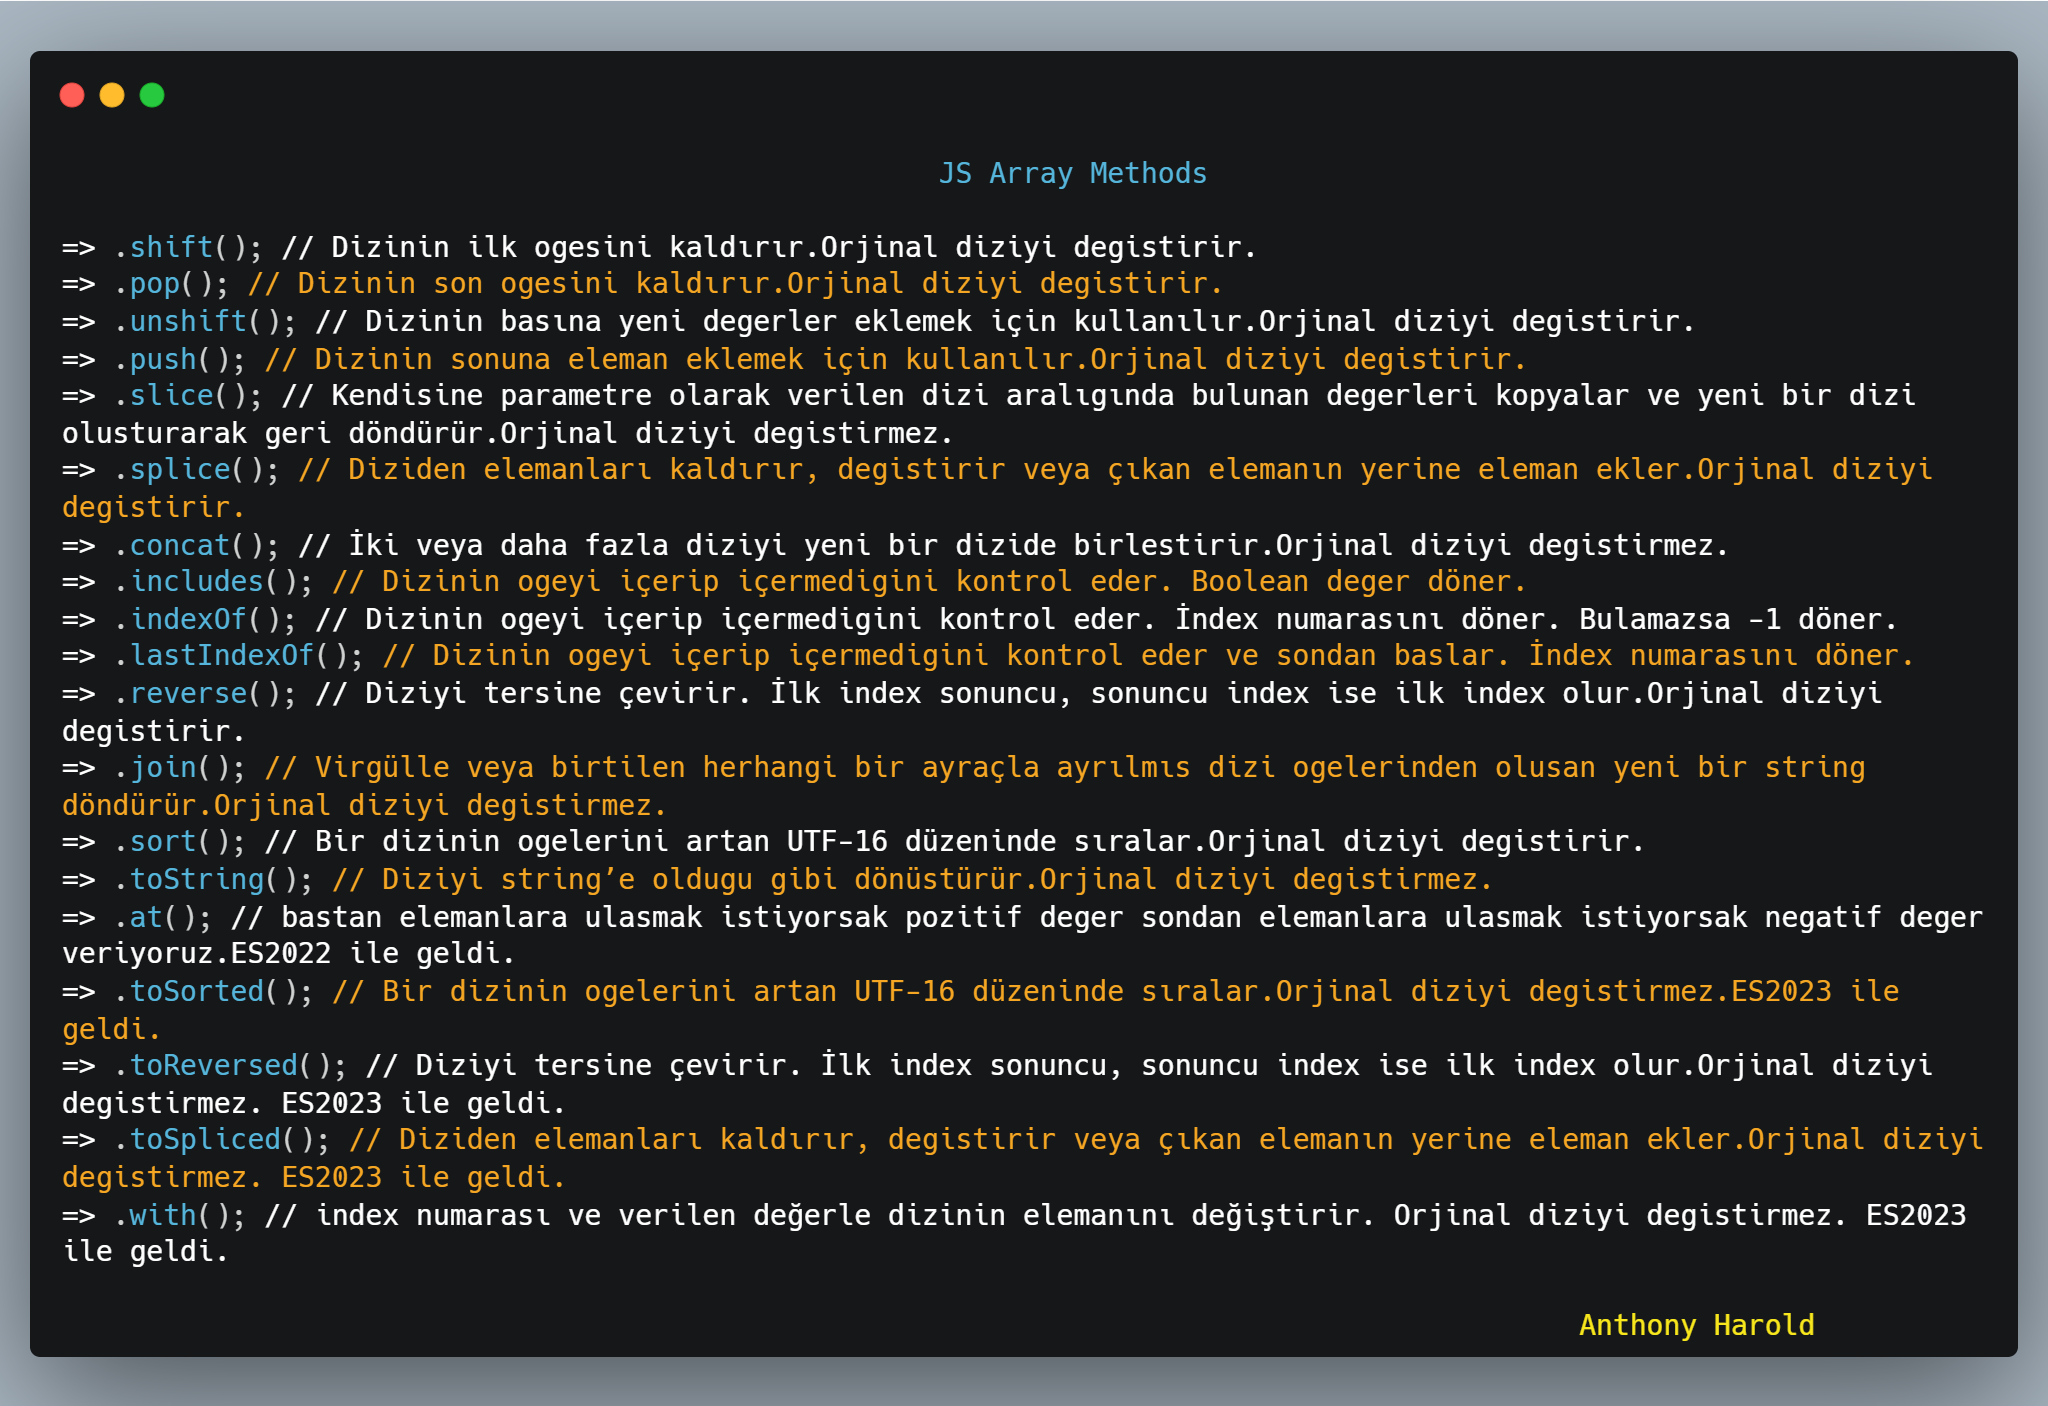 JS Array Methods
=> .shift(); // Dizinin ilk ogesini kaldırır.Orjinal diziyi degistirir.
=> .pop(); // Dizinin son ogesini kaldırır.Orjinal diziyi degistirir.
=> .unshift(); // Dizinin basına yeni degerler eklemek için kullanılır.Orjinal diziyi degistirir.
=> .push(); // Dizinin sonuna eleman eklemek için kullanılır.Orjinal diziyi degistirir.
=> .slice(); // Kendisine parametre olarak verilen dizi aralıgında bulunan degerleri kopyalar ve yeni bir dizi
olusturarak geri döndürür.Orjinal diziyi degistirmez.
=> .splice(); // Diziden elemanları kaldırır, degistirir veya çıkan elemanın yerine eleman ekler.Orjinal diziyi
degistirir.
=> .concat(); // İki veya daha fazla diziyi yeni bir dizide birlestirir.Orjinal diziyi degistirmez.
=> .includes(); // Dizinin ogeyi içerip içermedigini kontrol eder. Boolean deger döner.
=> .indexOf(); // Dizinin ogeyi içerip içermedigini kontrol eder. İndex numarasını döner. Bulamazsa -1 döner.
=> .lastIndexOf(); // Dizinin ogeyi içerip içermedigini kontrol eder ve sondan baslar. İndex numarasını döner.
=> .reverse(); // Diziyi tersine çevirir. İlk index sonuncu, sonuncu index ise ilk index olur.Orjinal diziyi
degistirir.
=> .join(); // Virgülle veya birtilen herhangi bir ayraçla ayrılmıs dizi ogelerinden olusan yeni bir string
döndürür.Orjinal diziyi degistirmez.
=> .sort(); // Bir dizinin ogelerini artan UTF-16 düzeninde sıralar.Orjinal diziyi degistirir.
=> .toString(); // Diziyi string’e oldugu gibi dönüstürür.Orjinal diziyi degistirmez.
=> .at(); // bastan elemanlara ulasmak istiyorsak pozitif deger sondan elemanlara ulasmak istiyorsak negatif deger
veriyoruz.ES2022 ile geldi.
=> .toSorted(); // Bir dizinin ogelerini artan UTF-16 düzeninde sıralar.Orjinal diziyi degistirmez.ES2023 ile
geldi.
=> .toReversed(); // Diziyi tersine çevirir. İlk index sonuncu, sonuncu index ise ilk index olur.Orjinal diziyi
degistirmez. ES2023 ile geldi.
=> .toSpliced(); // Diziden elemanları kaldırır, degistirir veya çıkan elemanın yerine eleman ekler.Orjinal diziyi
degistirmez. ES2023 ile geldi.
=> .with(); // index numarası ve verilen değerle dizinin elemanını değiştirir. Orjinal diziyi degistirmez. ES2023
ile geldi.
Anthony Harold